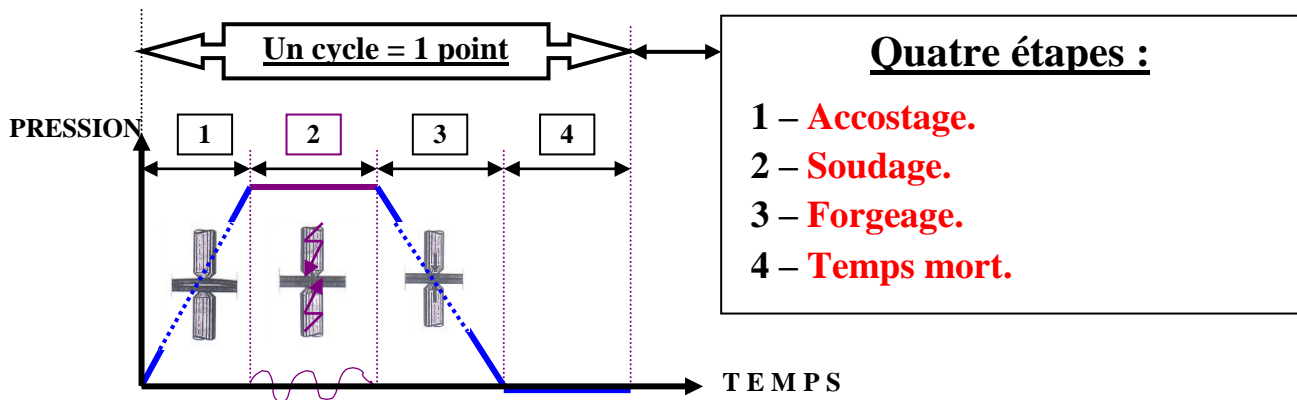 Un cycle = 1 point
Quatre étapes :
1 – Accostage.
2 – Soudage.
3 – Forgeage.
4 – Temps mort.
PRESSION
1 2 3 4
T E M P S